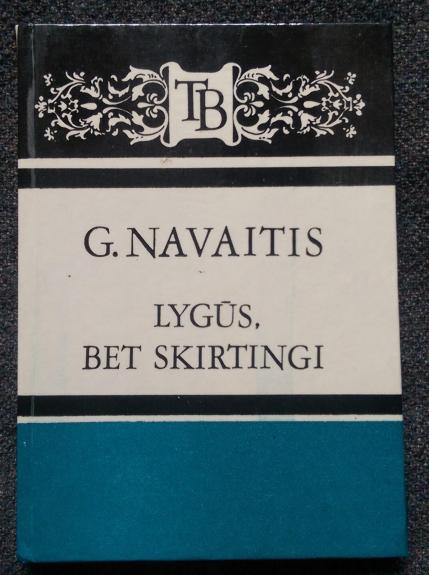 TB
G. NAVAITIS
LYGŪS,
BET SKIRTINGI